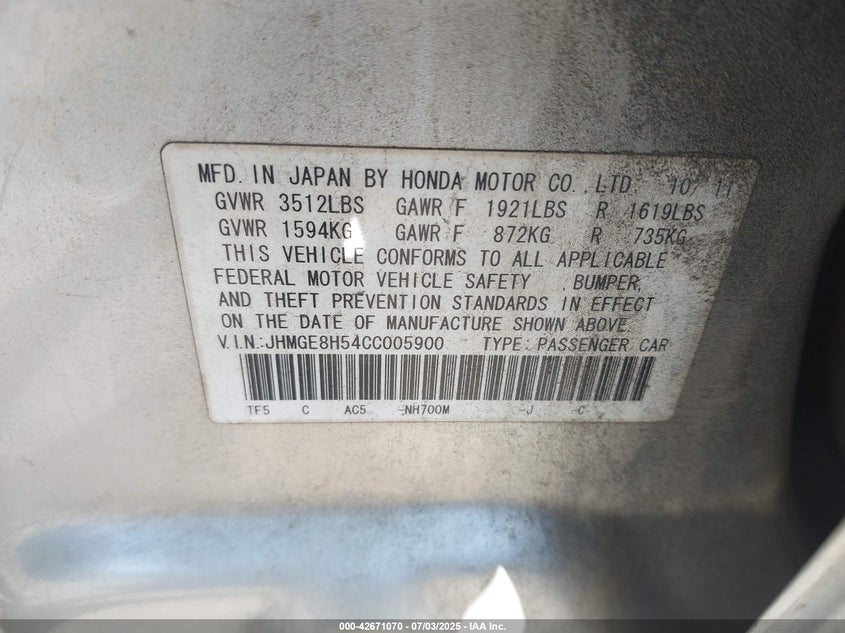 MFD. IN JAPAN BY HONDA MOTOR CO., LTD. 10/11
GVWR 3512LBS GAWR F 1921LBS R 1619LBS
GVWR 1594KG GAWR F 872KG R 735KG
THIS VEHICLE CONFORMS TO ALL APPLICABLE
FEDERAL MOTOR VEHICLE SAFETY , BUMPER,
AND THEFT PREVENTION STANDARDS IN EFFECT
ON THE DATE OF MANUFACTURE SHOWN ABOVE.
V.I.N.:JHMGE8H54CC005900 TYPE: PASSENGER CAR
TF5 C AC5 -NH700M -J -C
000-42671070 - 07/03/2025 - IAA Inc.